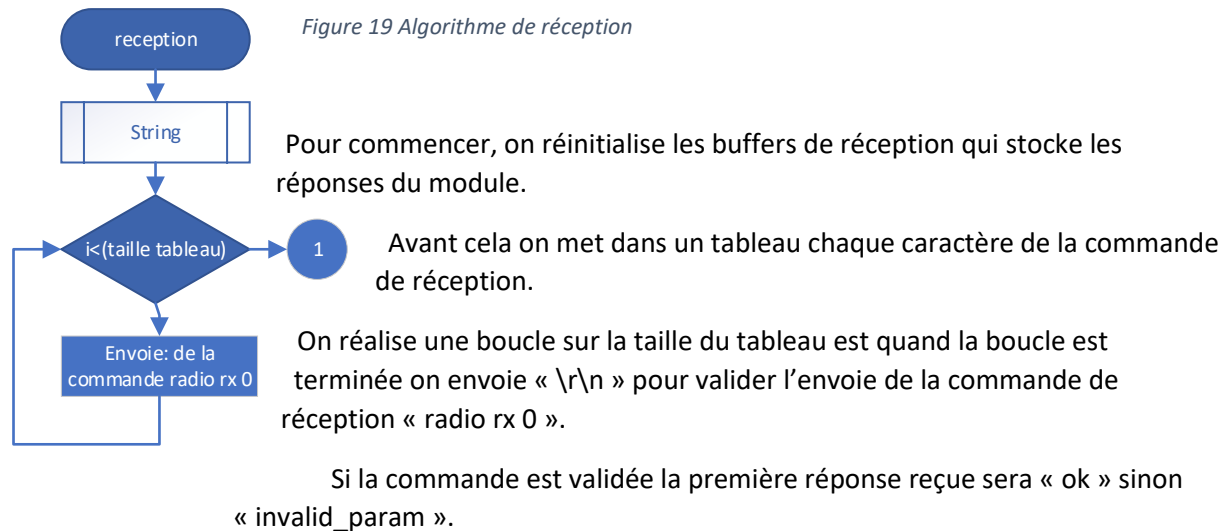 reception
Figure 19 Algorithme de réception
String
Pour commencer, on réinitialise les buffers de réception qui stocke les
réponses du module.
i<(taille tableau)
1
Avant cela on met dans un tableau chaque caractère de la commande
de réception.
Envoie: de la
commande radio rx 0
On réalise une boucle sur la taille du tableau est quand la boucle est
terminée on envoie « \r\n » pour valider l’envoie de la commande de
réception « radio rx 0 ».
Si la commande est validée la première réponse reçue sera « ok » sinon
« invalid_param ».